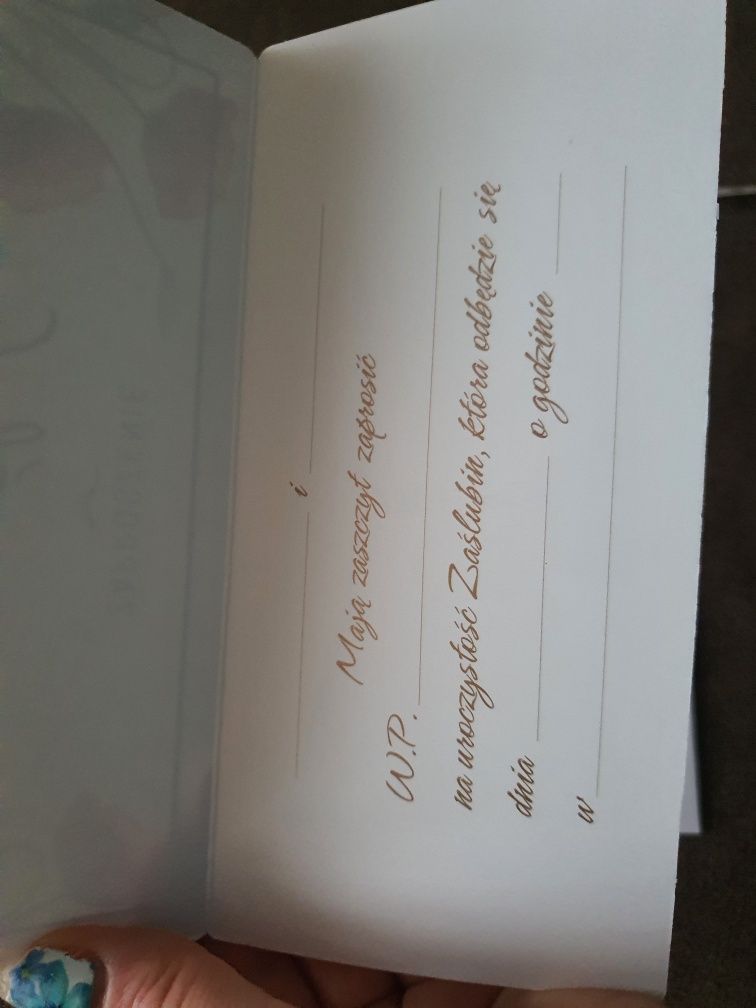 i
Mają zaszczyt zaprosić
W.P.
na uroczystość Zaślubin, która odbędzie się
dnia o godzinie
w